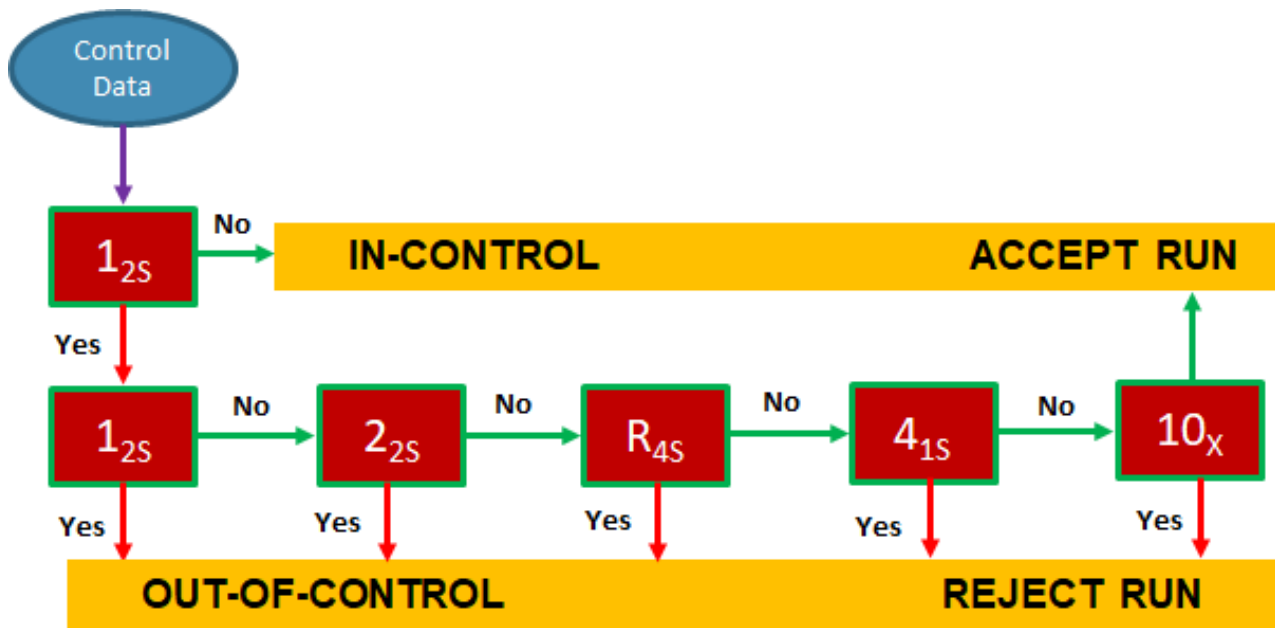 Control
Data
1₂S No IN-CONTROL ACCEPT RUN
Yes
1₂S No 2₂S No R₄S No 4₁S No 10X
Yes Yes Yes Yes Yes
OUT-OF-CONTROL REJECT RUN